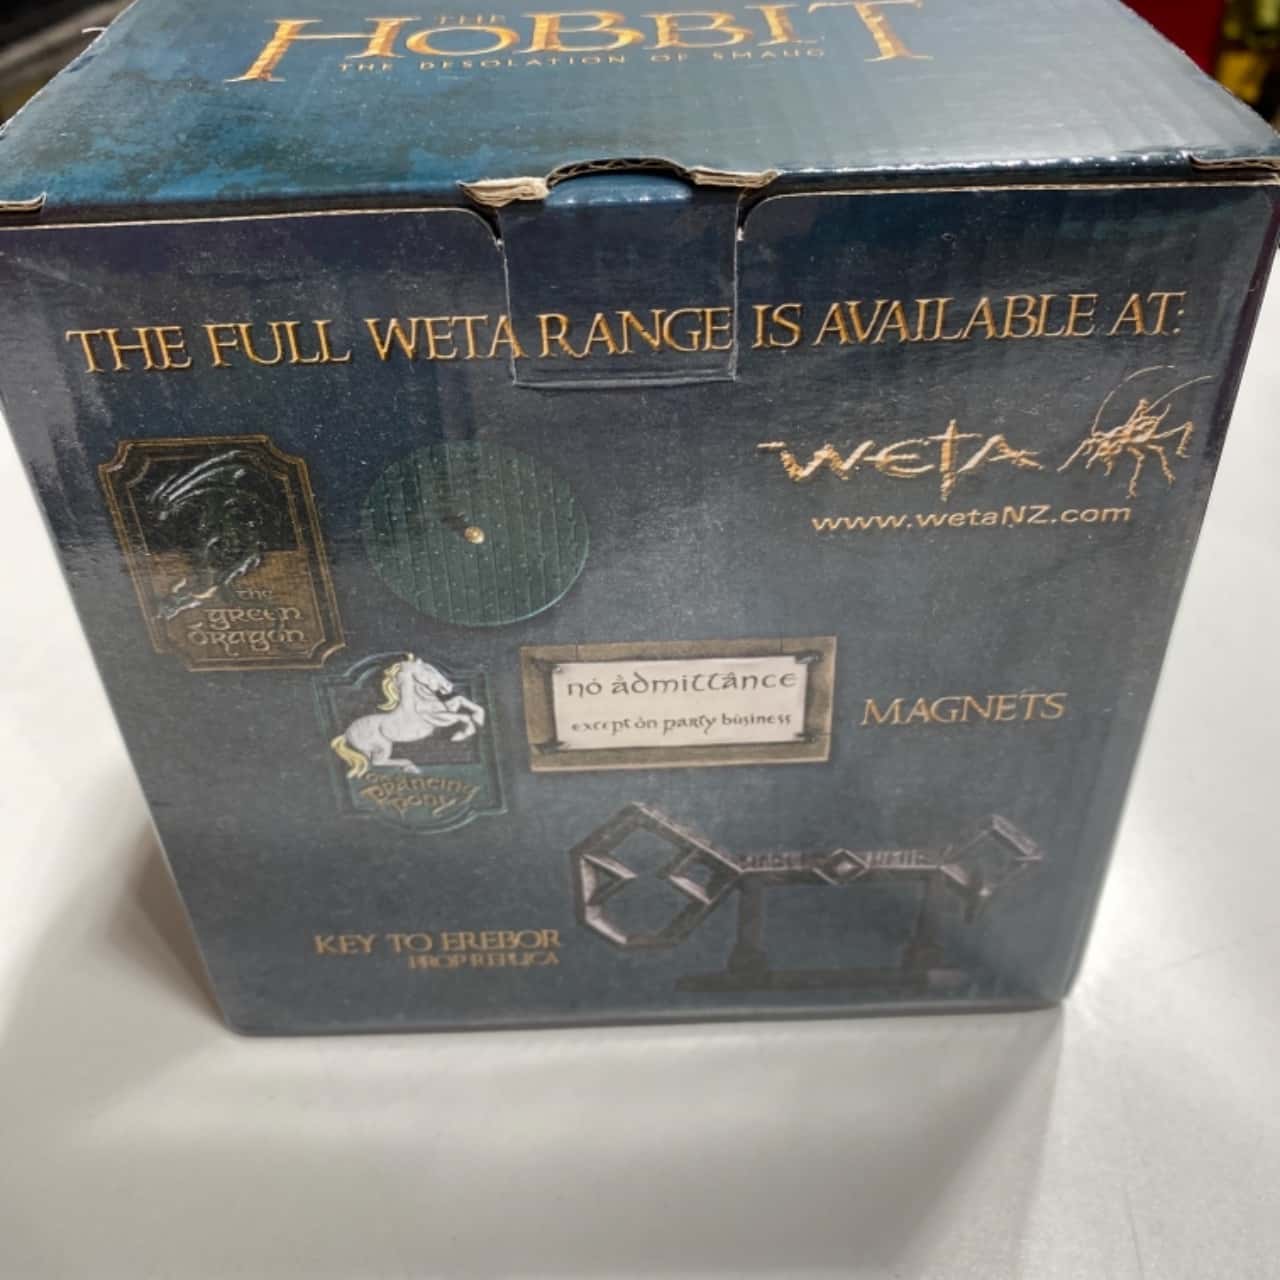 THE
HOBBIT
THE DESOLATION OF SMAUG
THE FULL WETA RANGE IS AVAILABLE AT:
WETA
www.wetaNZ.com
the
green
dragon
no admittance
except on party business
MAGNETS
Prancing
Pony
KEY TO EREBOR
PROP REPLICA